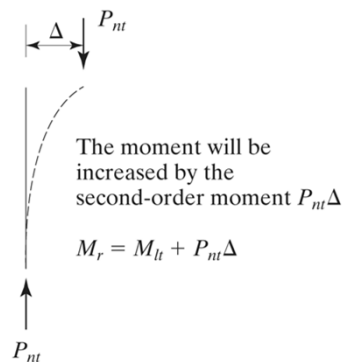 Δ
P_nt
The moment will be
increased by the
second-order moment P_ntΔ
M_r = M_lt + P_ntΔ
P_nt